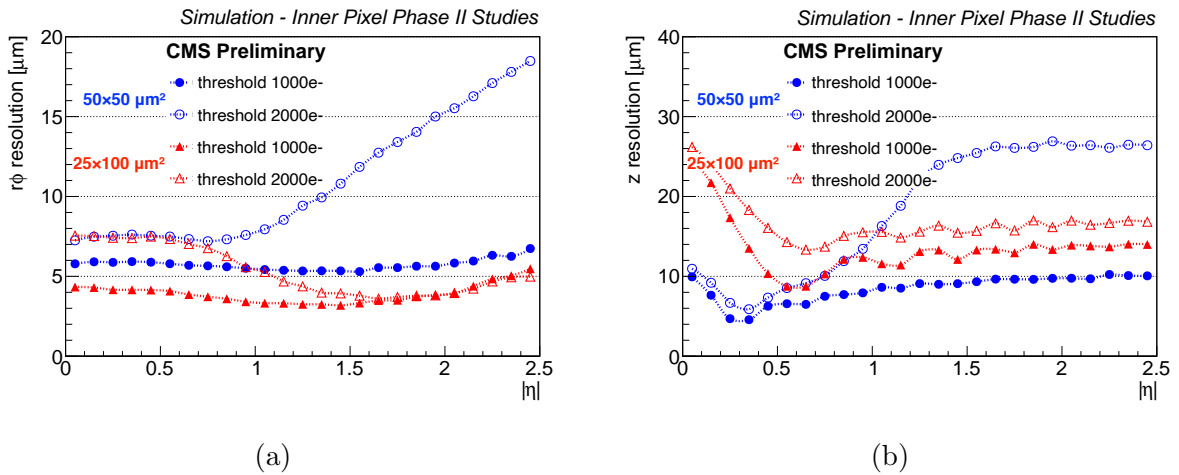 Simulation - Inner Pixel Phase II Studies
CMS Preliminary
50×50 µm²
threshold 1000e-
threshold 2000e-
25×100 µm²
threshold 1000e-
threshold 2000e-
rϕ resolution [µm]
20
15
10
5
0
0 0.5 1 1.5 2 2.5
|η|
(a)
Simulation - Inner Pixel Phase II Studies
CMS Preliminary
50×50 µm²
threshold 1000e-
threshold 2000e-
25×100 µm²
threshold 1000e-
threshold 2000e-
z resolution [µm]
40
30
20
10
0
0 0.5 1 1.5 2 2.5
|η|
(b)